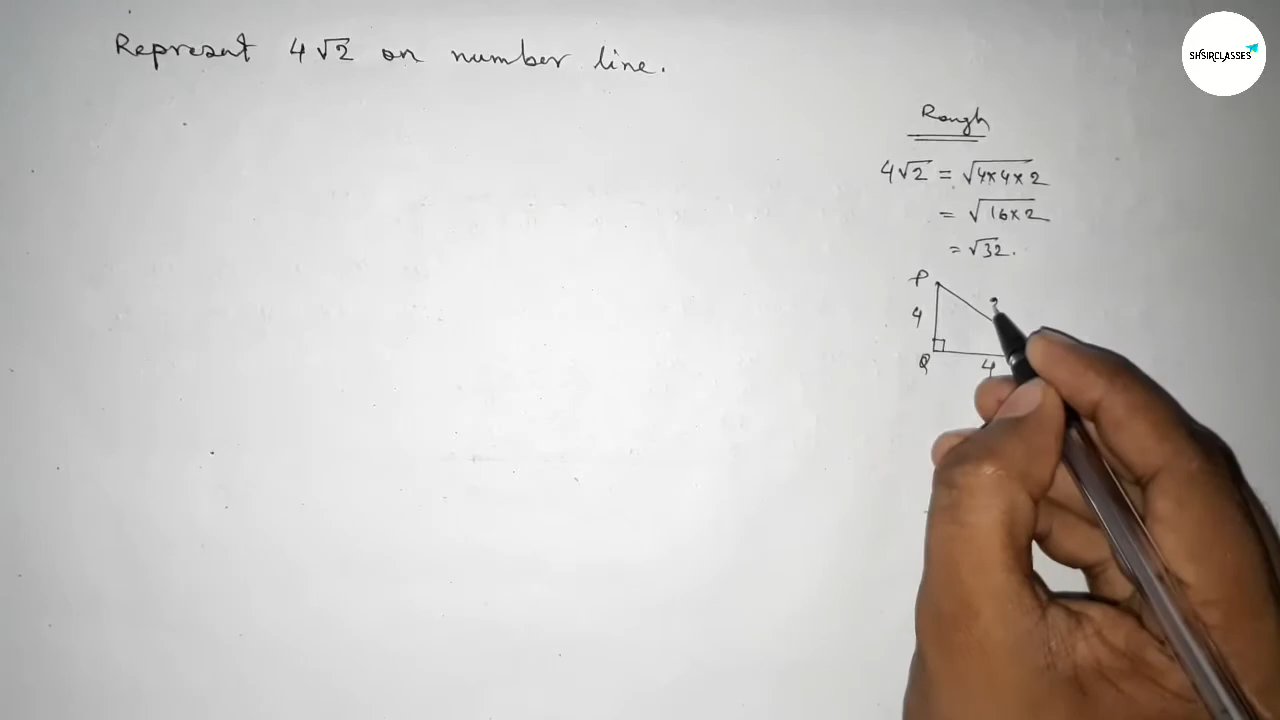 Represent 4√2 on number line.
SHSIRCLASSES
Rough
4√2 = √4×4×2
= √16×2
= √32.
P
4
?
Q
4